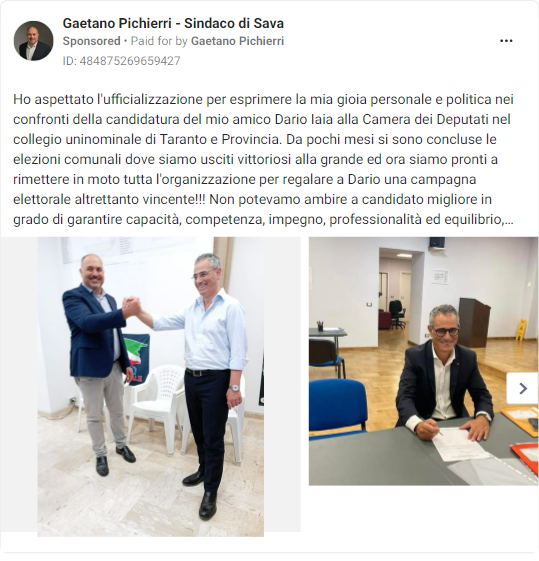 Gaetano Pichierri - Sindaco di Sava
Sponsored • Paid for by Gaetano Pichierri
ID: 484875269659427
Ho aspettato l'ufficializzazione per esprimere la mia gioia personale e politica nei
confronti della candidatura del mio amico Dario Iaia alla Camera dei Deputati nel
collegio uninominale di Taranto e Provincia. Da pochi mesi si sono concluse le
elezioni comunali dove siamo usciti vittoriosi alla grande ed ora siamo pronti a
rimettere in moto tutta l'organizzazione per regalare a Dario una campagna
elettorale altrettanto vincente!!! Non potevamo ambire a candidato migliore in
grado di garantire capacità, competenza, impegno, professionalità ed equilibrio,...